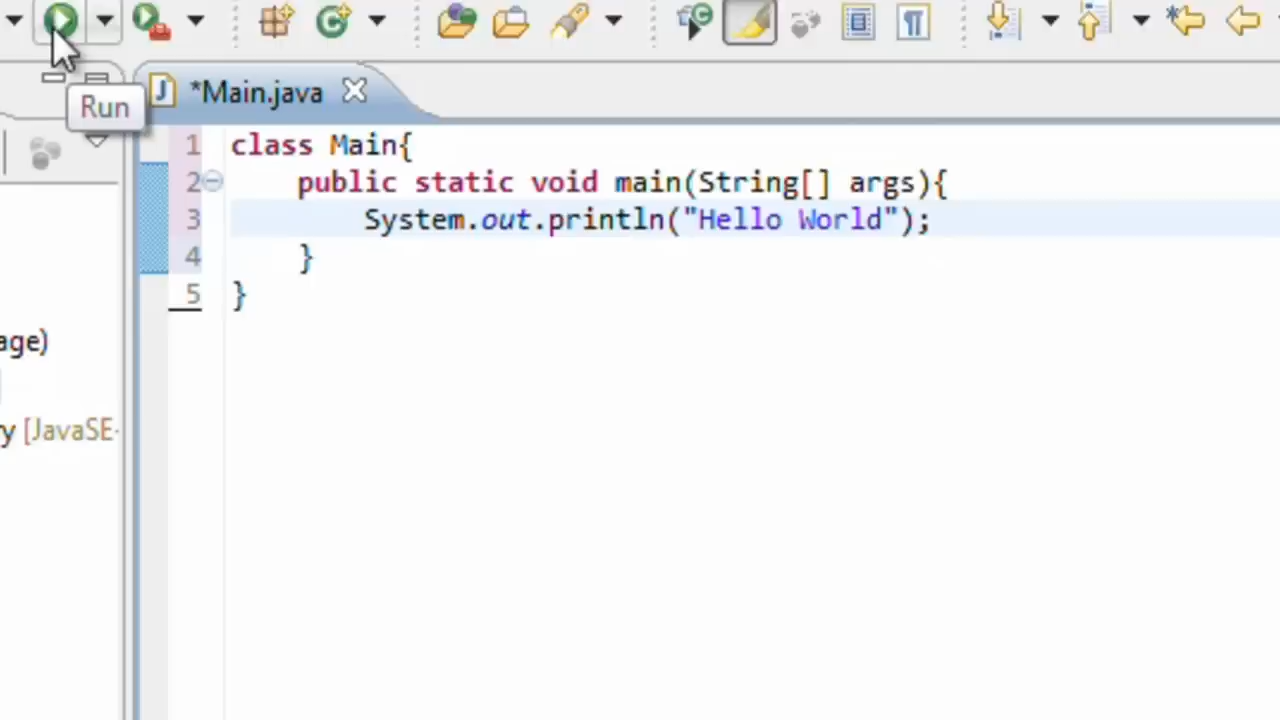 Run
*Main.java
1 class Main{
2 public static void main(String[] args){
3 System.out.println("Hello World");
4 }
5 }
age)
y [JavaSE-